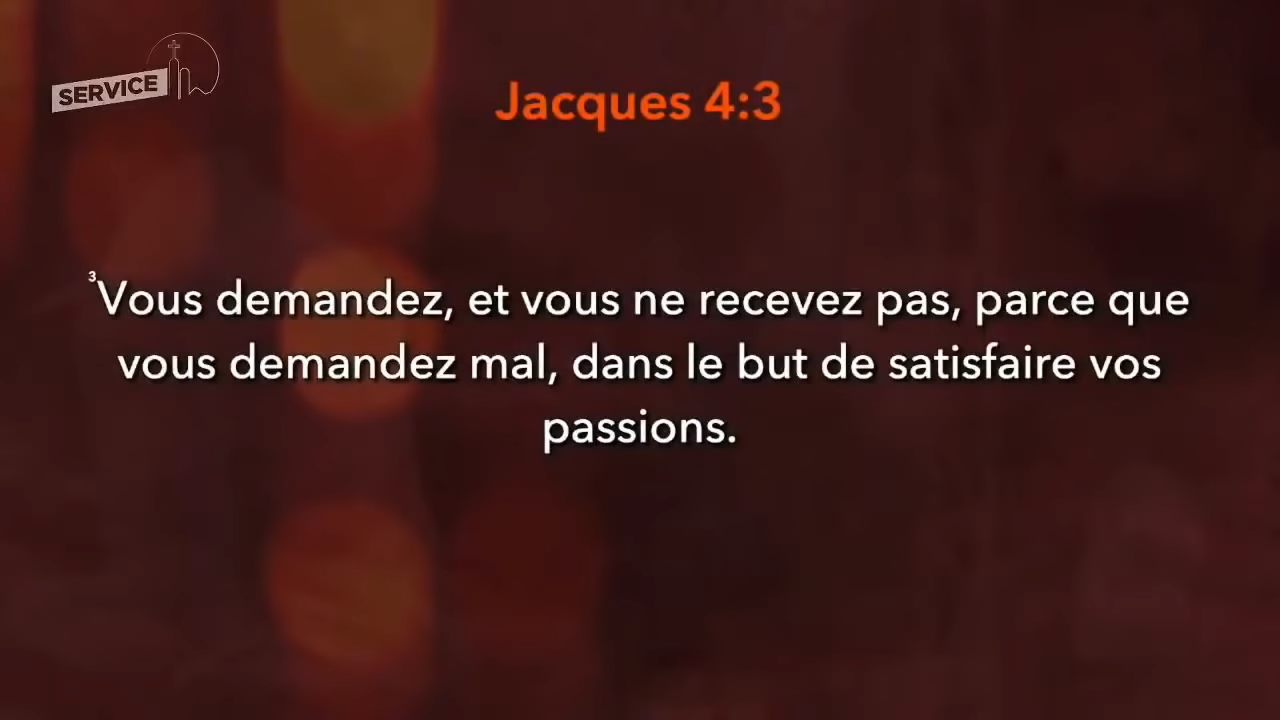 SERVICE
Jacques 4:3
³Vous demandez, et vous ne recevez pas, parce que
vous demandez mal, dans le but de satisfaire vos
passions.